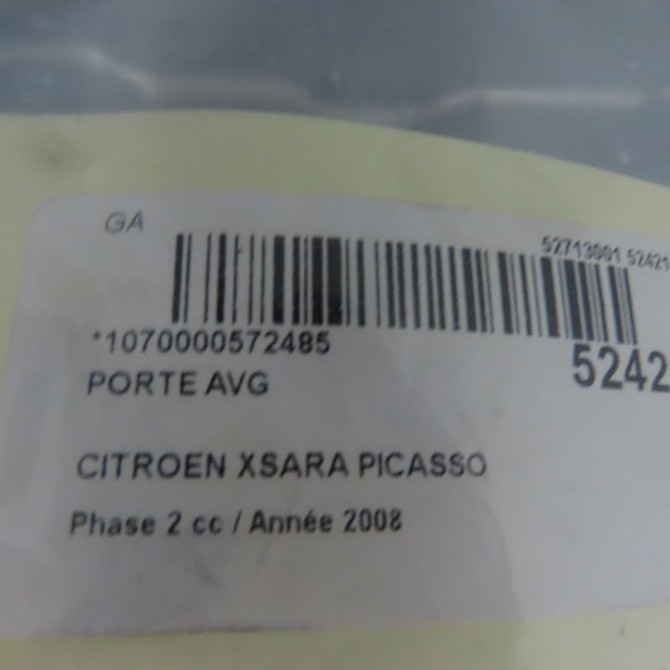 GA
52713001 52421
*1070000572485
5242
PORTE AVG
CITROEN XSARA PICASSO
Phase 2 cc / Année 2008